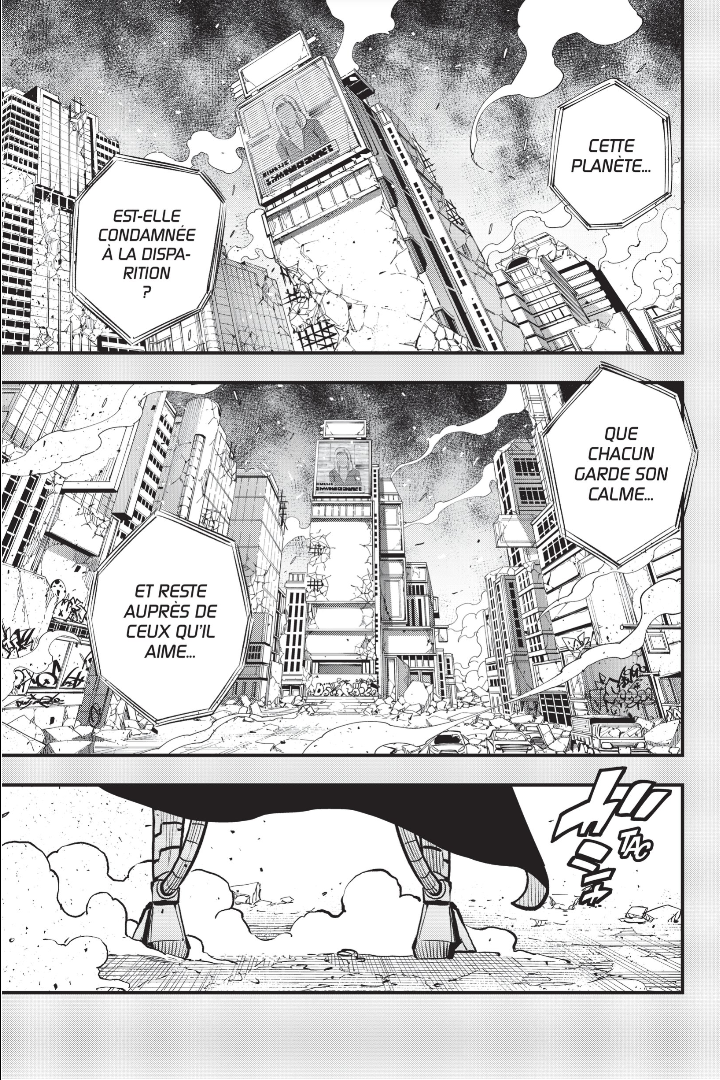 CETTE
PLANÈTE...
EST-ELLE
CONDAMNÉE
À LA DISPA-
RITION
?
QUE
CHACUN
GARDE SON
CALME...
ET RESTE
AUPRÈS DE
CEUX QU'IL
AIME...
TAC